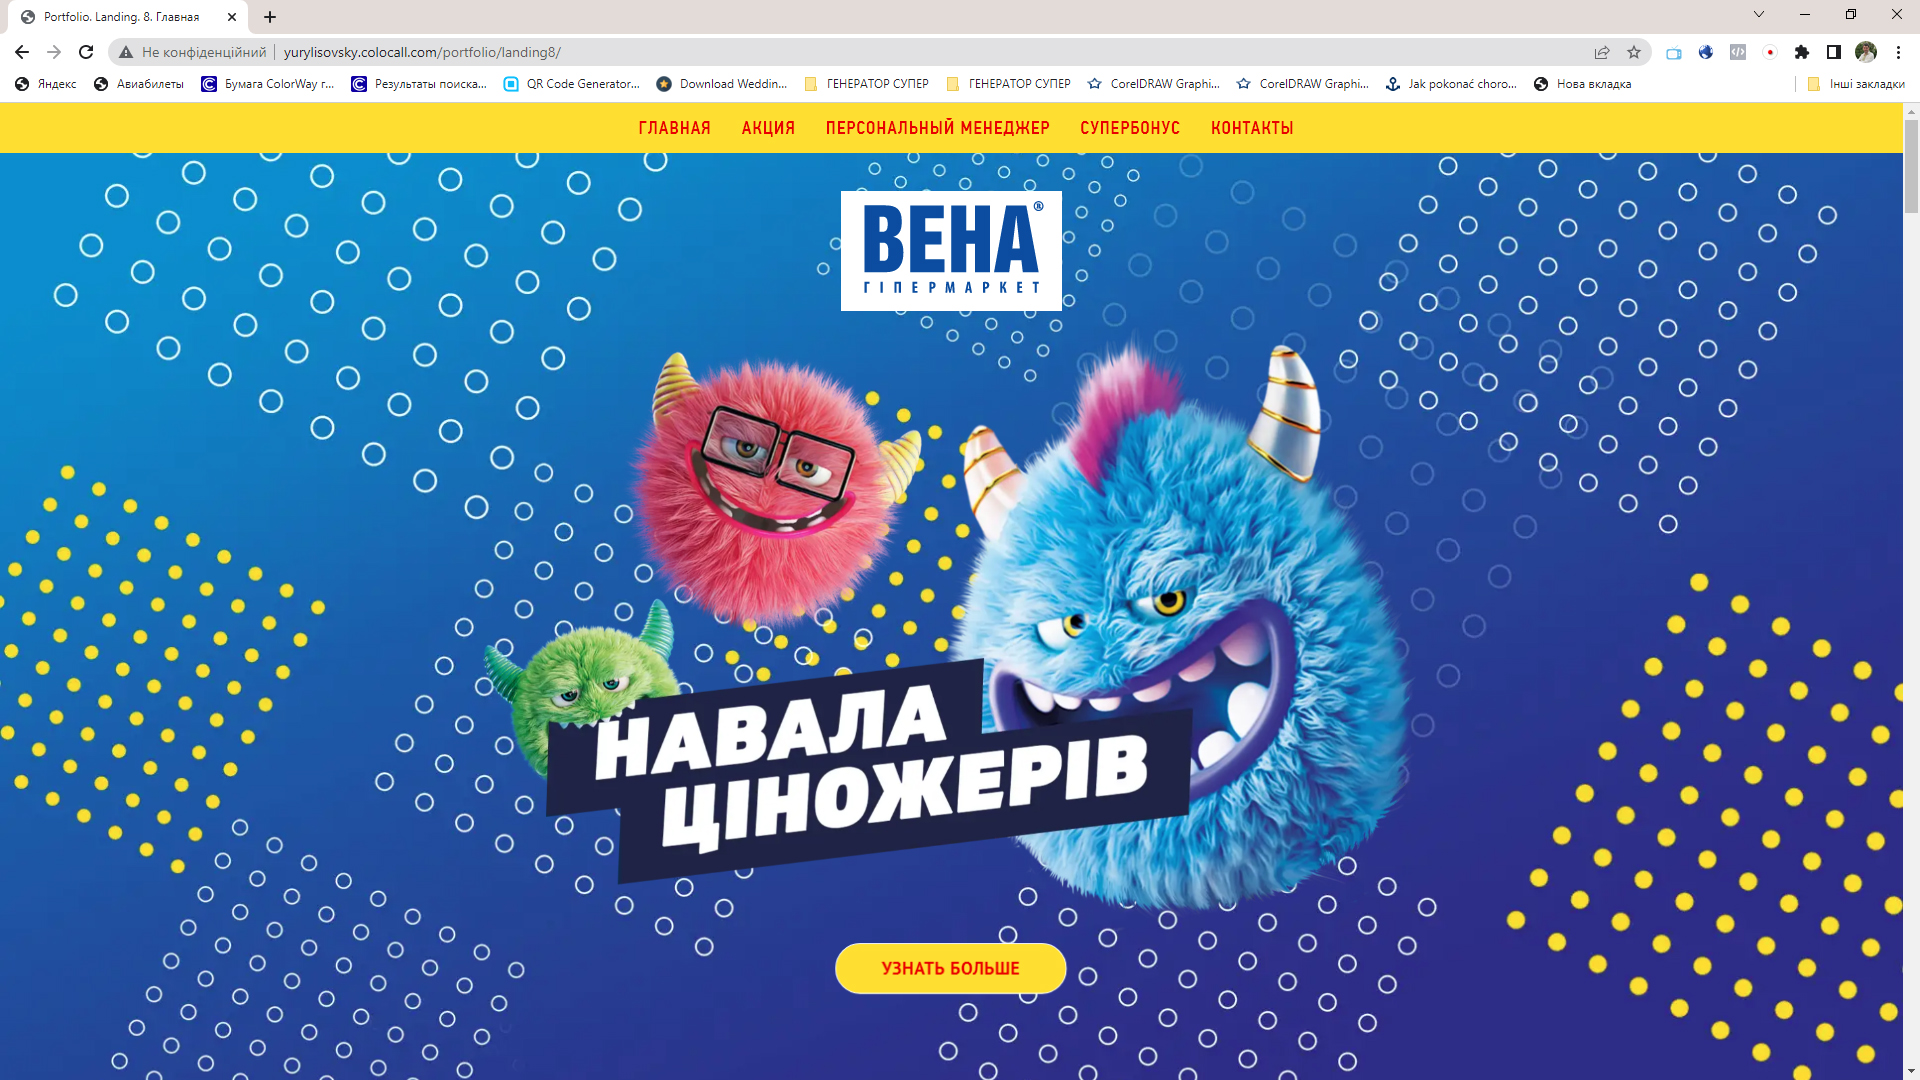 Portfolio. Landing. 8. Главная
Не конфіденційний
yurylisovsky.colocall.com/portfolio/landing8/
Яндекс
Авиабилеты
Бумага ColorWay г...
Результаты поиска...
QR Code Generator...
Download Weddin...
ГЕНЕРАТОР СУПЕР
ГЕНЕРАТОР СУПЕР
CorelDRAW Graphi...
CorelDRAW Graphi...
Jak pokonać choro...
Нова вкладка
Інші закладки
ГЛАВНАЯ
АКЦИЯ
ПЕРСОНАЛЬНЫЙ МЕНЕДЖЕР
СУПЕРБОНУС
КОНТАКТЫ
ВЕНА®
ГІПЕРМАРКЕТ
НАВАЛА
ЦІНОЖЕРІВ
УЗНАТЬ БОЛЬШЕ